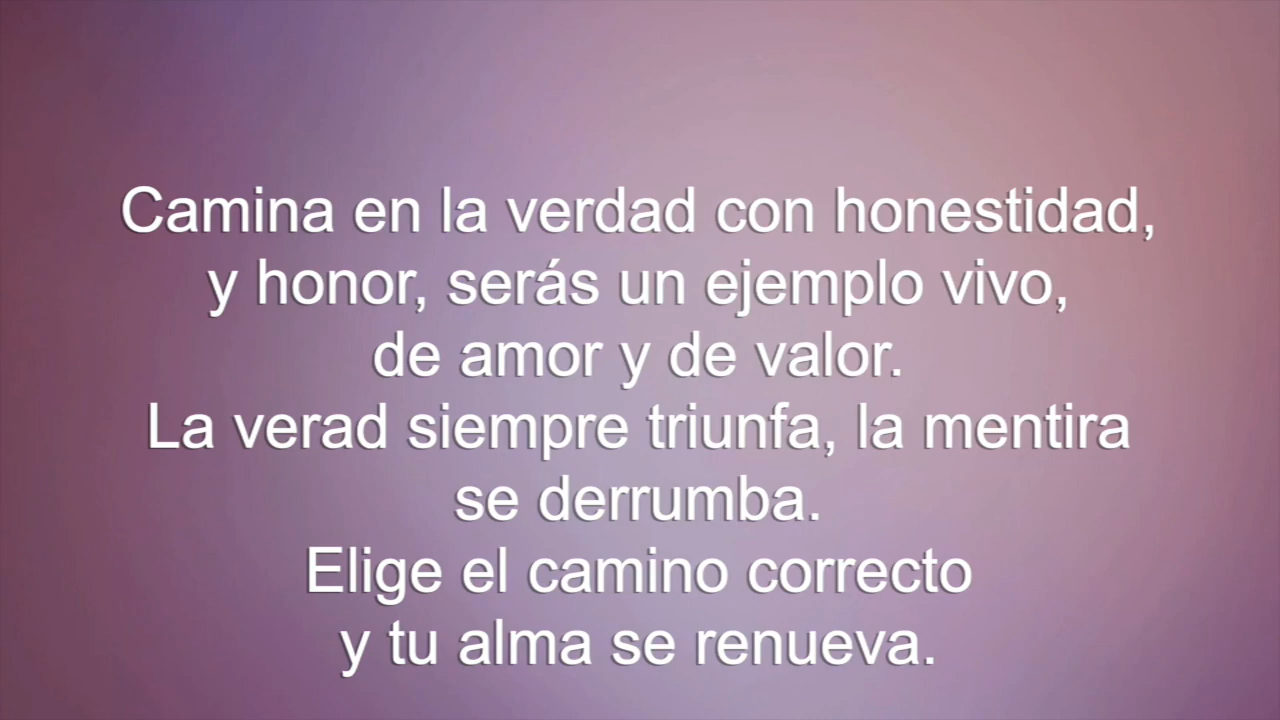 Camina en la verdad con honestidad,
y honor, serás un ejemplo vivo,
de amor y de valor.
La verad siempre triunfa, la mentira
se derrumba.
Elige el camino correcto
y tu alma se renueva.